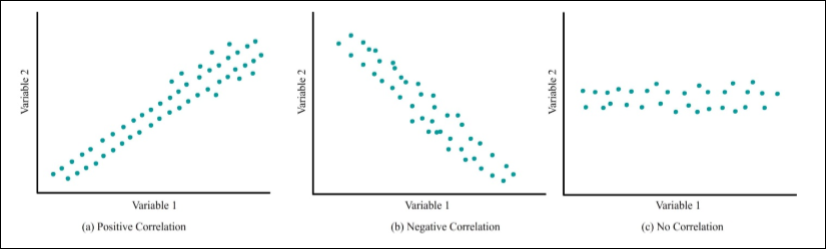 Variable 2
Variable 1
(a) Positive Correlation
Variable 2
Variable 1
(b) Negative Correlation
Variable 2
Variable 1
(c) No Correlation